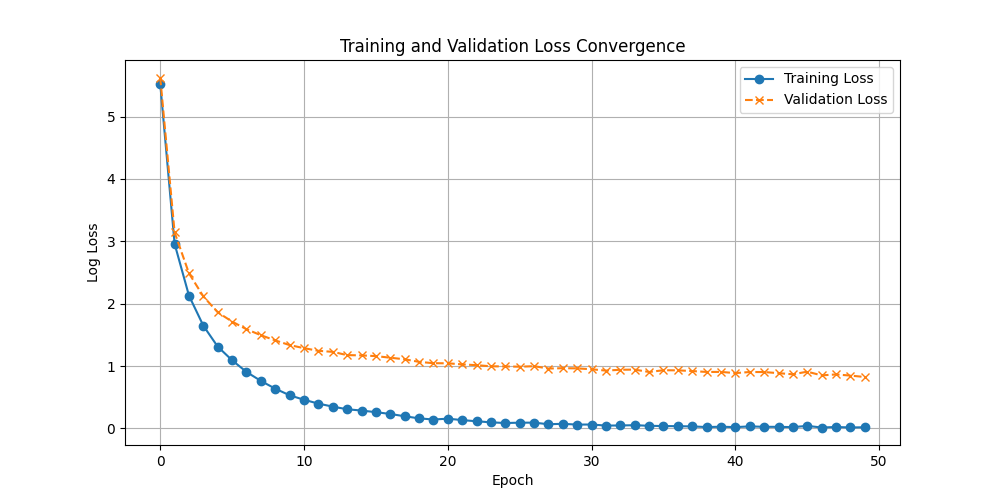 Training and Validation Loss Convergence
Training Loss
Validation Loss
Log Loss
5
4
3
2
1
0
0 10 20 30 40 50
Epoch